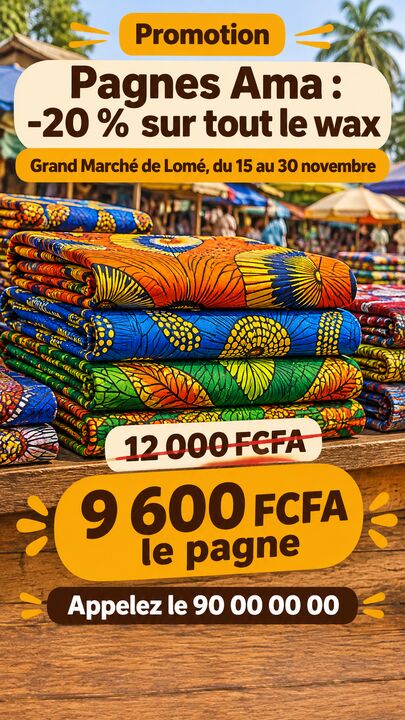 Promotion
Pagnes Ama :
-20 % sur tout le wax
Grand Marché de Lomé, du 15 au 30 novembre
12 000 FCFA
9 600 FCFA
le pagne
Appelez le 90 00 00 00